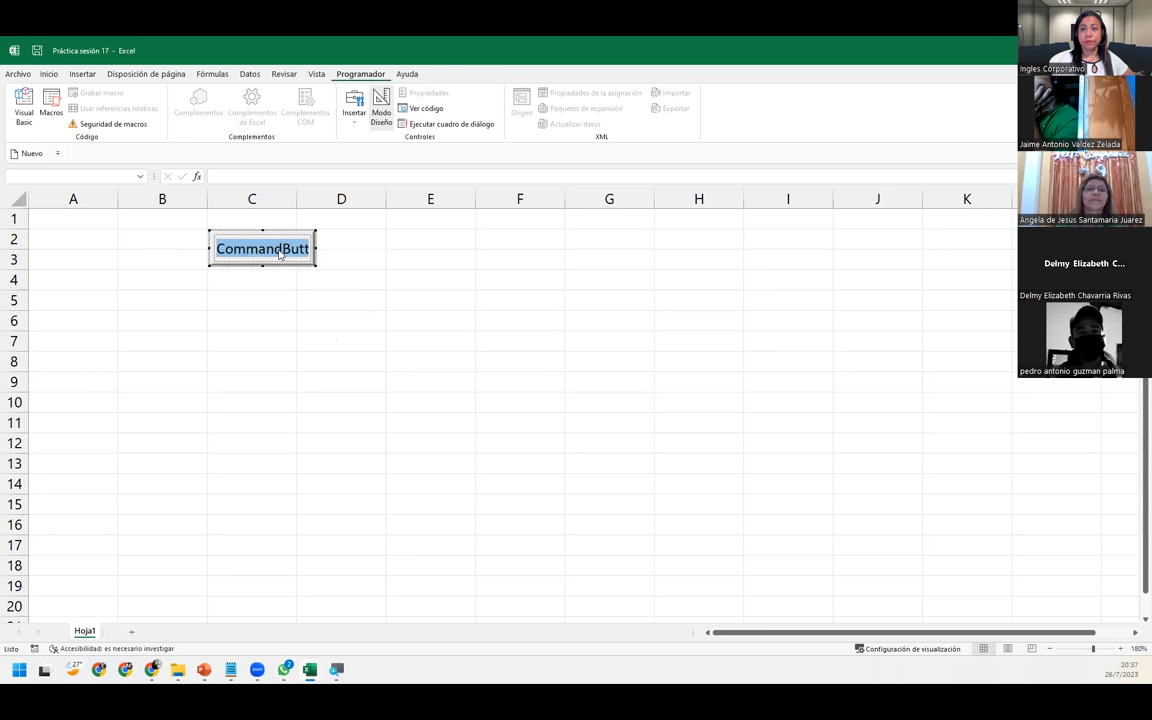 Práctica sesión 17 - Excel
Archivo Inicio Insertar Disposición de página Fórmulas Datos Revisar Vista Programador Ayuda
Visual Basic
Macros
Grabar macro
Usar referencias relativas
Seguridad de macros
Código
Complementos
Complementos de Excel
Complementos COM
Complementos
Insertar
Modo Diseño
Propiedades
Ver código
Ejecutar cuadro de diálogo
Controles
Origen
Propiedades de la asignación
Paquetes de expansión
Actualizar datos
Importar
Exportar
XML
Nuevo
fx
A B C D E F G H I J K
1
2
3
4
5
6
7
8
9
10
11
12
13
14
15
16
17
18
19
20
CommandButt
Hoja1
Listo
Accesibilidad: es necesario investigar
Configuración de visualización
180%
27°
2
20:37
26/7/2023
Ingles Corporativo
Jaime Antonio Valdez Zelada
Angela de Jesus Santamaria Juarez
Delmy Elizabeth C...
Delmy Elizabeth Chavarria Rivas
pedro antonio guzman palma